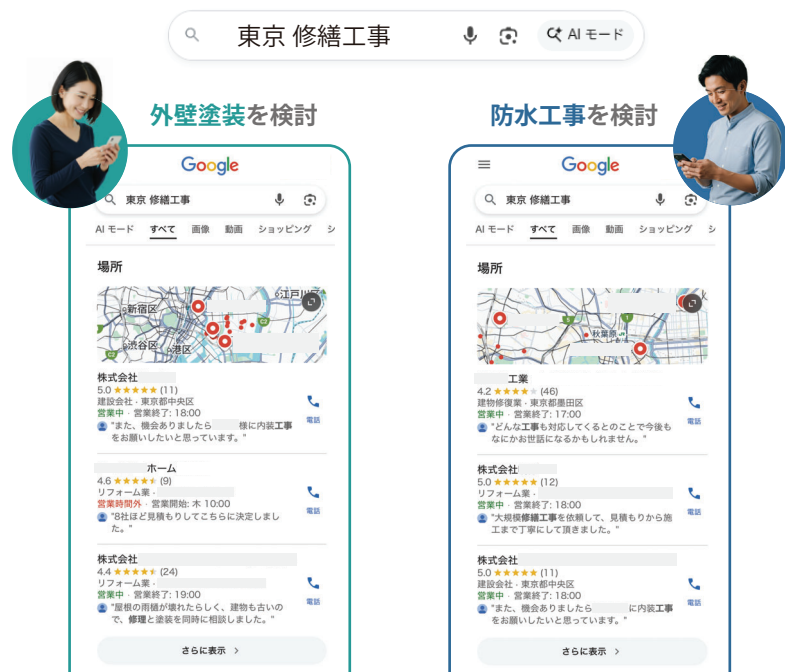 東京 修繕工事
AI モード
外壁塗装を検討
Google
東京 修繕工事
AI モード すべて 画像 動画 ショッピング シ
場所
新宿区
江戸川区
渋谷区
港区
株式会社
5.0 ★★★★★ (11)
建設会社 · 東京都中央区
営業中 · 営業終了: 18:00
"また、機会ありましたら 様に内装工事
をお願いしたいと思っています。"
電話
ホーム
4.6 ★★★★★ (9)
リフォーム業 ·
営業時間外 · 営業開始: 木 10:00
"8社ほど見積もりしてこちらに決定しまし
た。"
電話
株式会社
4.4 ★★★★★ (24)
リフォーム業 ·
営業中 · 営業終了: 19:00
"屋根の雨樋が壊れたらしく、建物も古いの
で、修理と塗装を同時に相談しました。"
電話
さらに表示 >
防水工事を検討
Google
東京 修繕工事
AI モード すべて 画像 動画 ショッピング シ
場所
秋葉原
工業
4.2 ★★★★★ (46)
建物修復業 · 東京都墨田区
営業中 · 営業終了: 17:00
"どんな工事も対応してくるとのことで今後も
なにかお世話になるかもしれません。"
電話
株式会社
5.0 ★★★★★ (12)
リフォーム業 ·
営業中 · 営業終了: 18:00
"大規模修繕工事を依頼して、見積もりから施
工まで丁寧にして頂きました。"
電話
株式会社
5.0 ★★★★★ (11)
建設会社 · 東京都中央区
営業中 · 営業終了: 18:00
"また、機会ありましたら に内装工事
をお願いしたいと思っています。"
電話
さらに表示 >